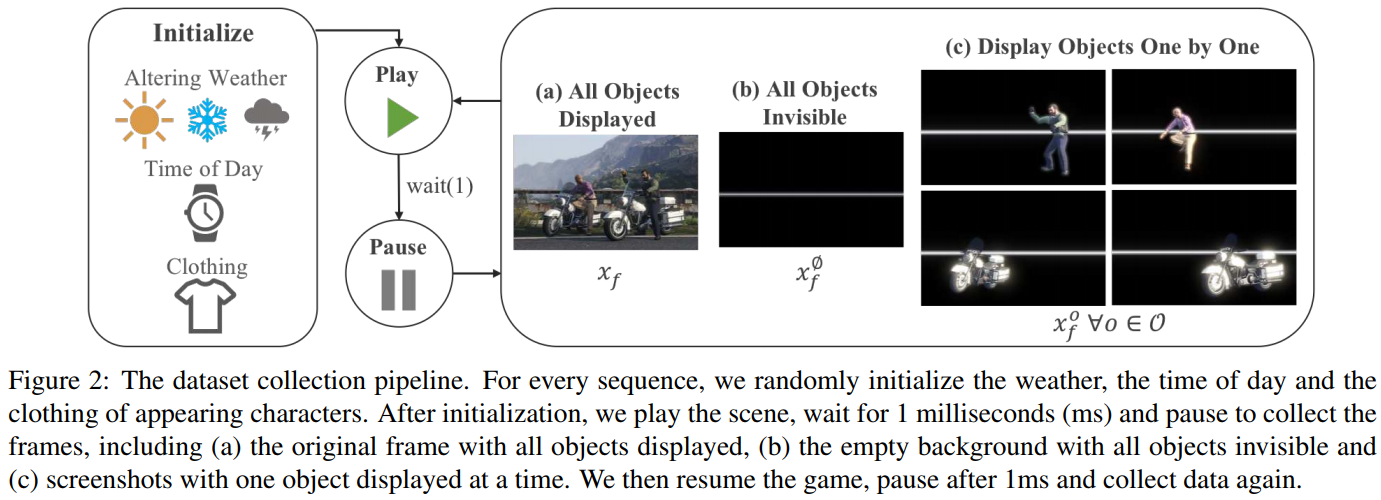 Initialize
Altering Weather
Time of Day
Clothing
Play
wait(1)
Pause
(a) All Objects
Displayed
x_f
(b) All Objects
Invisible
x_f^∅
(c) Display Objects One by One
x_f^o ∀o ∈ 𝒪
Figure 2: The dataset collection pipeline. For every sequence, we randomly initialize the weather, the time of day and the
clothing of appearing characters. After initialization, we play the scene, wait for 1 milliseconds (ms) and pause to collect the
frames, including (a) the original frame with all objects displayed, (b) the empty background with all objects invisible and
(c) screenshots with one object displayed at a time. We then resume the game, pause after 1ms and collect data again.